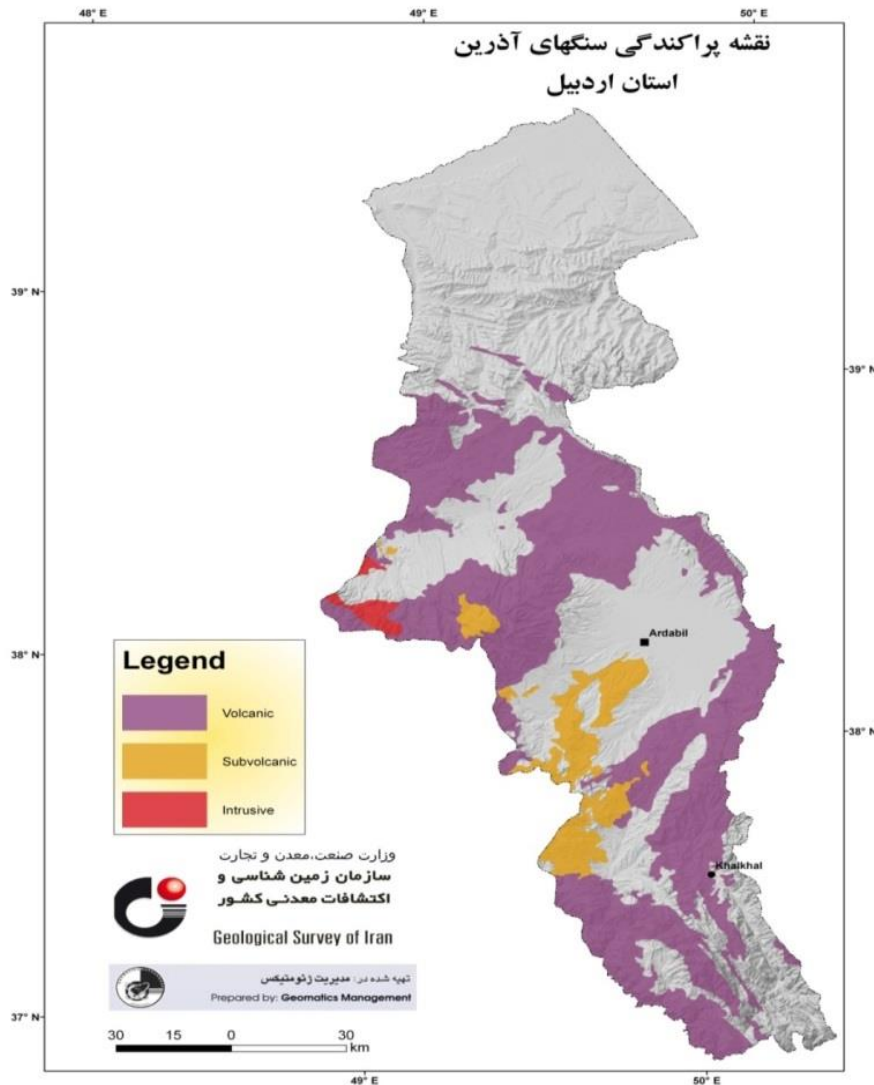 48° E
49° E
50° E
نقشه پراکندگی سنگهای آذرین
استان اردبیل
39° N
39° N
38° N
Ardabil
Legend
Volcanic
Subvolcanic
Intrusive
38° N
Khalkhal
وزارت صنعت،معدن و تجارت
سازمان زمین شناسی و
اکتشافات معدنی کشور
Geological Survey of Iran
تهیه شده در: مدیریت ژئومتیکس
Prepared by: Geomatics Management
37° N
30 15 0 30
km
49° E
50° E